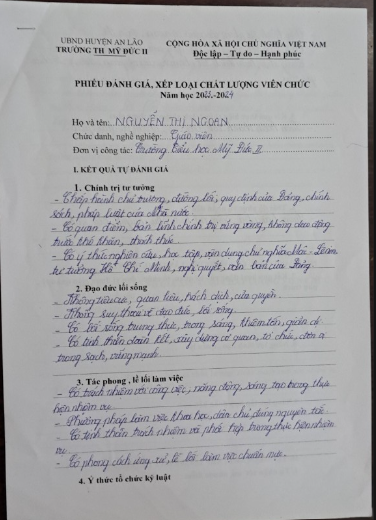 UBND HUYỆN AN LÃO
TRƯỜNG TH MỸ ĐỨC II
CỘNG HÒA XÃ HỘI CHỦ NGHĨA VIỆT NAM
Độc lập – Tự do – Hạnh phúc
PHIẾU ĐÁNH GIÁ, XẾP LOẠI CHẤT LƯỢNG VIÊN CHỨC
Năm học 2023-2024
Họ và tên: NGUYỄN THỊ NGOAN
Chức danh, nghề nghiệp: Giáo viên
Đơn vị công tác: Trường Tiểu học Mỹ Đức II
I. KẾT QUẢ TỰ ĐÁNH GIÁ
1. Chính trị tư tưởng
- Chấp hành chủ trương, đường lối, quy định của Đảng, chính
sách, pháp luật của Nhà nước.
- Có quan điểm, bản lĩnh chính trị vững vàng, không dao động
trước khó khăn, thách thức.
- Có ý thức nghiên cứu, học tập, vận dụng chủ nghĩa Mác - Lênin
tư tưởng Hồ Chí Minh, nghị quyết, văn bản của Đảng.
2. Đạo đức lối sống
- Không tiêu cực, quan liêu, hách dịch, cửa quyền.
- Không suy thoái về đạo đức, lối sống.
- Có lối sống trung thực, trong sáng, khiêm tốn, giản dị.
- Có tinh thần đoàn kết, xây dựng cơ quan, tổ chức, đơn vị
trong sạch, vững mạnh.
3. Tác phong , lề lối làm việc
- Có trách nhiệm với công việc, năng động, sáng tạo trong thực
hiện nhiệm vụ.
- Phương pháp làm việc khoa học, dân chủ, đúng nguyên tắc.
- Có tinh thần trách nhiệm và phối hợp trong thực hiện nhiệm
vụ.
- Có phong cách ứng xử, lề lối làm việc chuẩn mực.
4. Ý thức tổ chức kỷ luật